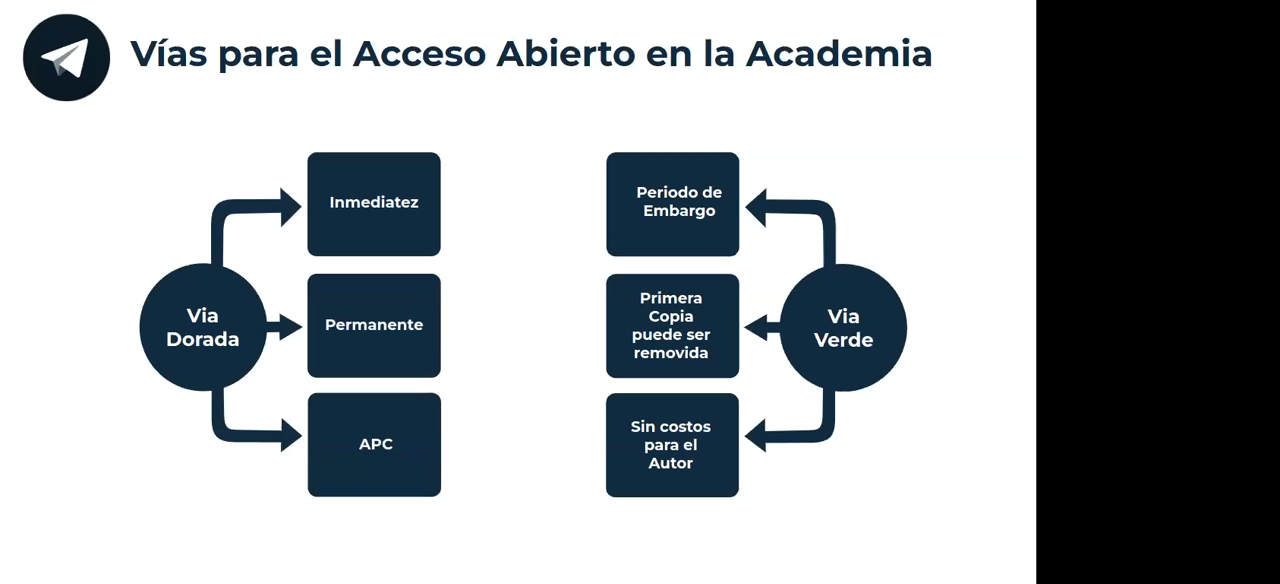 Vías para el Acceso Abierto en la Academia
Via
Dorada
Inmediatez
Permanente
APC
Periodo de
Embargo
Primera
Copia
puede ser
removida
Sin costos
para el
Autor
Via
Verde